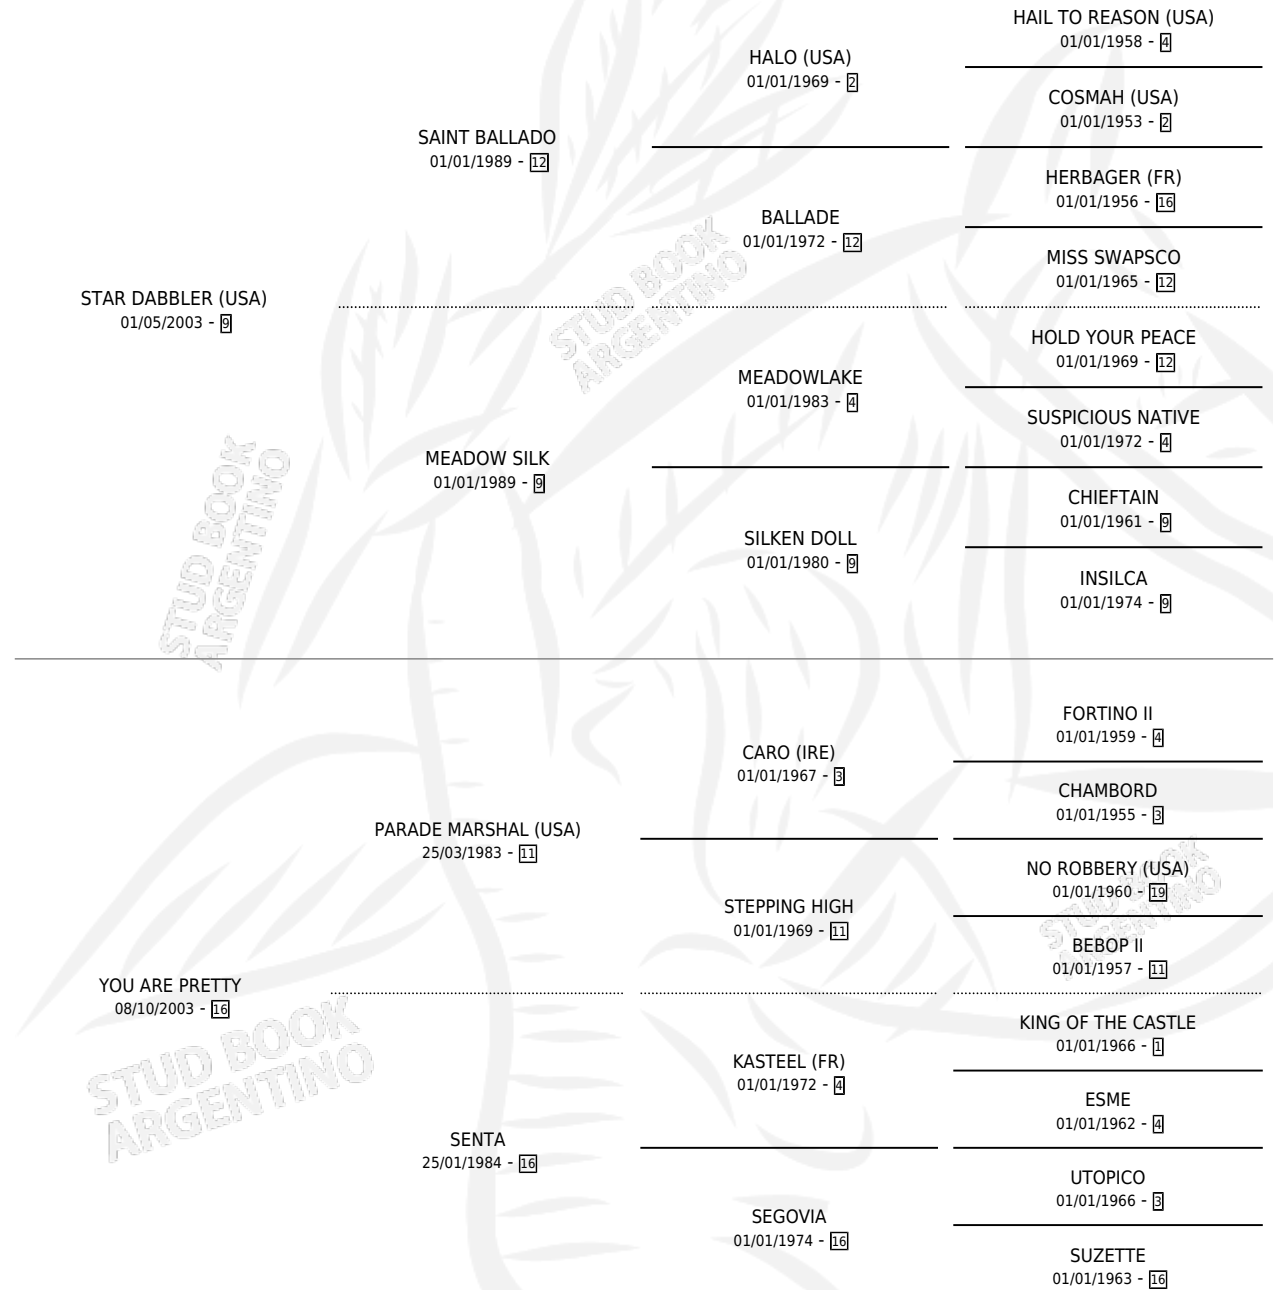 HAIL TO REASON (USA)
01/01/1958 - 4
HALO (USA)
01/01/1969 - 2
COSMAH (USA)
01/01/1953 - 2
SAINT BALLADO
01/01/1989 - 12
HERBAGER (FR)
01/01/1956 - 16
BALLADE
01/01/1972 - 12
MISS SWAPSCO
01/01/1965 - 12
STUD BOOK
ARGENTINO
STAR DABBLER (USA)
01/05/2003 - 9
HOLD YOUR PEACE
01/01/1969 - 12
MEADOWLAKE
01/01/1983 - 4
SUSPICIOUS NATIVE
01/01/1972 - 4
MEADOW SILK
01/01/1989 - 9
CHIEFTAIN
01/01/1961 - 9
SILKEN DOLL
01/01/1980 - 9
INSILCA
01/01/1974 - 9
STUD BOOK
ARGENTINO
FORTINO II
01/01/1959 - 4
CARO (IRE)
01/01/1967 - 3
CHAMBORD
01/01/1955 - 3
PARADE MARSHAL (USA)
25/03/1983 - 11
NO ROBBERY (USA)
01/01/1960 - 19
STEPPING HIGH
01/01/1969 - 11
STUD BOOK
ARGENTINO
BEBOP II
01/01/1957 - 11
YOU ARE PRETTY
08/10/2003 - 16
STUD BOOK
ARGENTINO
KING OF THE CASTLE
01/01/1966 - 1
KASTEEL (FR)
01/01/1972 - 4
ESME
01/01/1962 - 4
SENTA
25/01/1984 - 16
UTOPICO
01/01/1966 - 3
SEGOVIA
01/01/1974 - 16
SUZETTE
01/01/1963 - 16